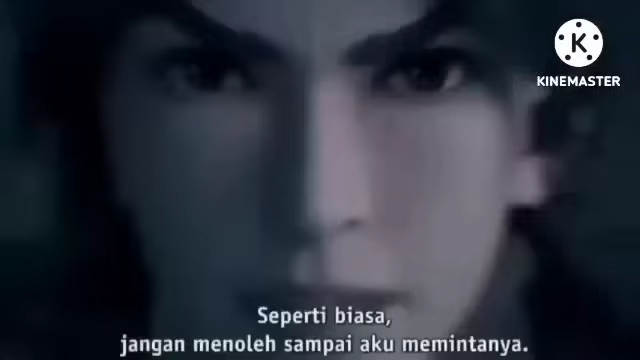 KINEMASTER
Seperti biasa,
jangan menoleh sampai aku memintanya.